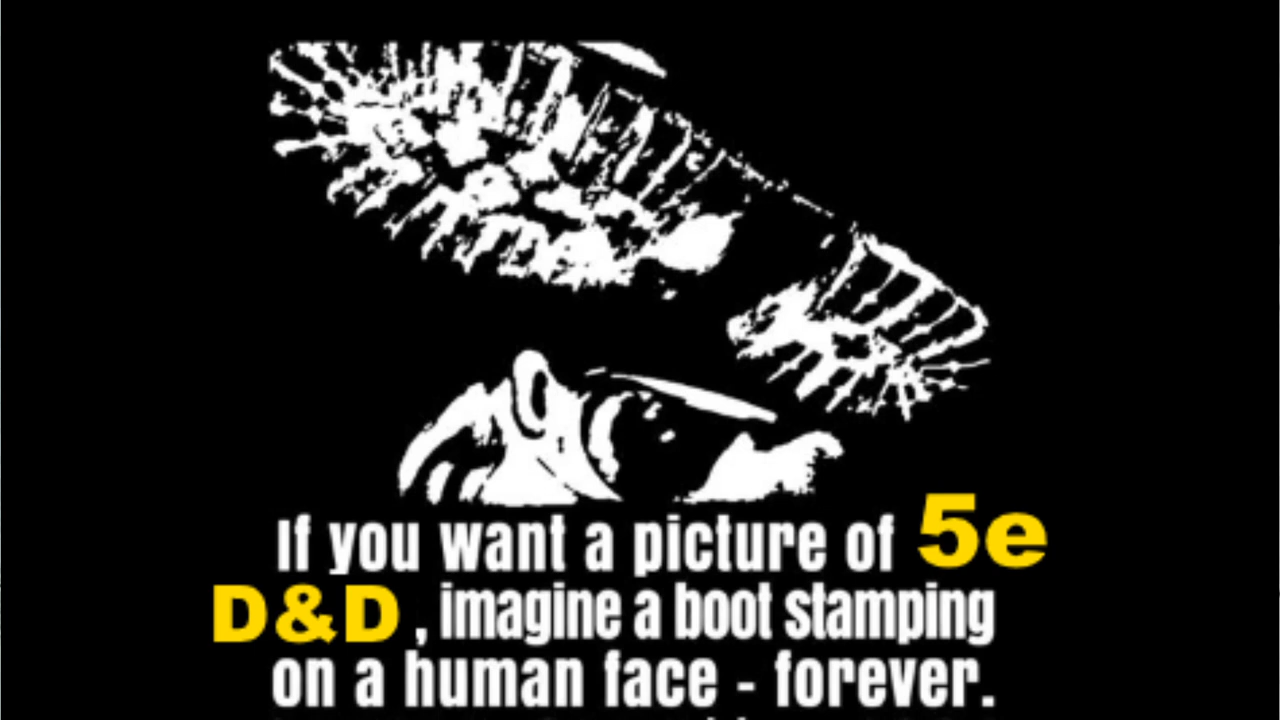 If you want a picture of 5e
D&D , imagine a boot stamping
on a human face - forever.